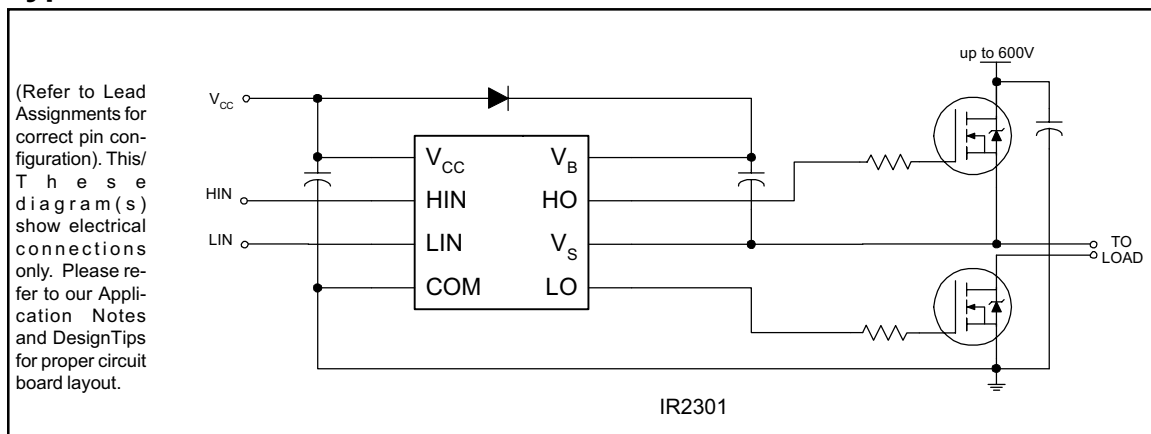 (Refer to Lead
Assignments for
correct pin con-
figuration). This/
These
diagram(s)
show electrical
connections
only. Please re-
fer to our Appli-
cation Notes
and DesignTips
for proper circuit
board layout.
up to 600V
VCC
VCC
VB
HIN
HIN
HO
LIN
LIN
VS
TO
LOAD
COM
LO
IR2301